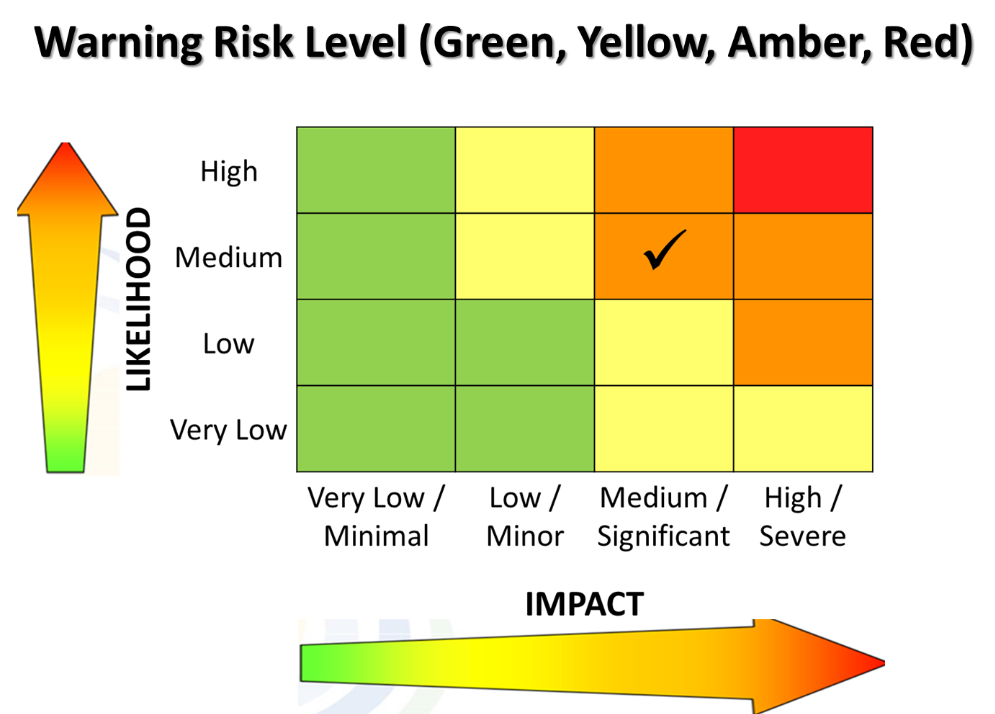 Warning Risk Level (Green, Yellow, Amber, Red)
LIKELIHOOD
High
Medium
Low
Very Low
Very Low /
Minimal
Low /
Minor
Medium /
Significant
High /
Severe
IMPACT